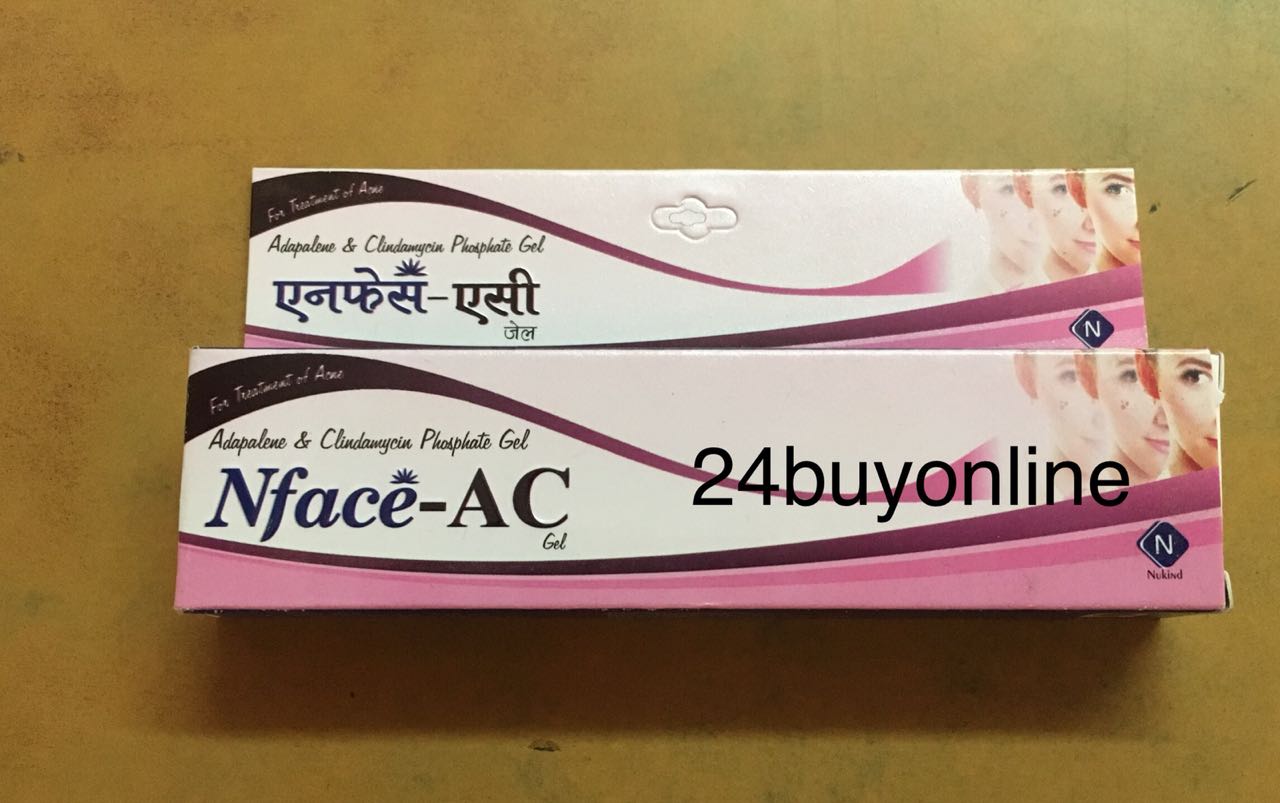 For Treatment of Acne
Adapalene & Clindamycin Phosphate Gel
एनफेस-एसी
जेल
N
For Treatment of Acne
Adapalene & Clindamycin Phosphate Gel
Nface-AC
Gel
24buyonline
N
Nukind